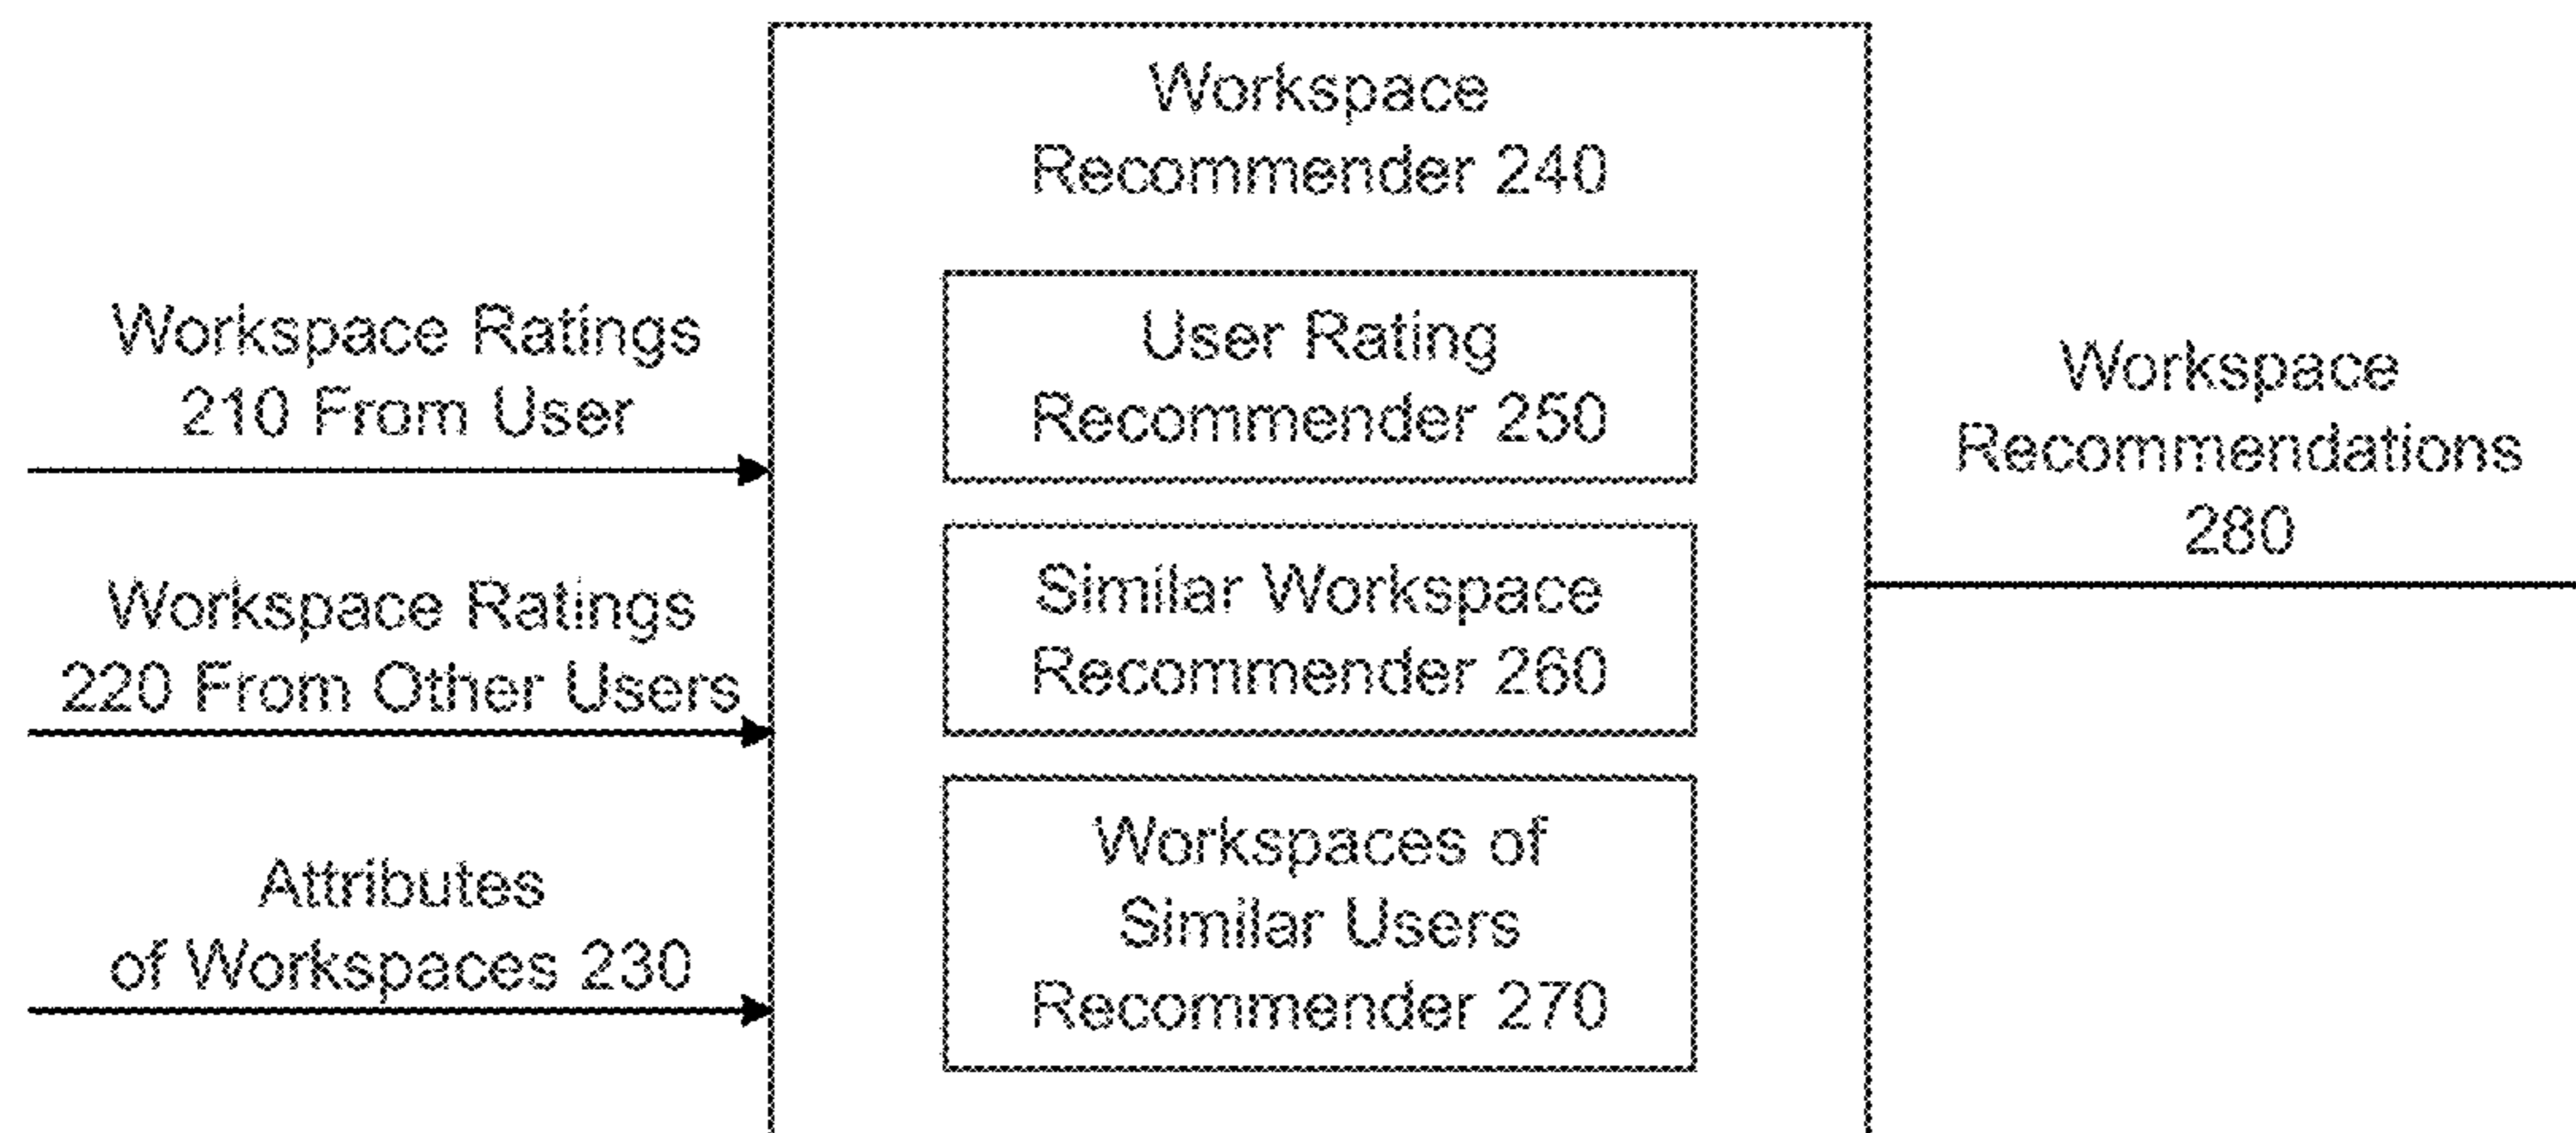 Workspace
Recommender 240
Workspace Ratings
210 From User
Workspace Ratings
220 From Other Users
Attributes
of Workspaces 230
User Rating
Recommender 250
Similar Workspace
Recommender 260
Workspaces of
Similar Users
Recommender 270
Workspace
Recommendations
280